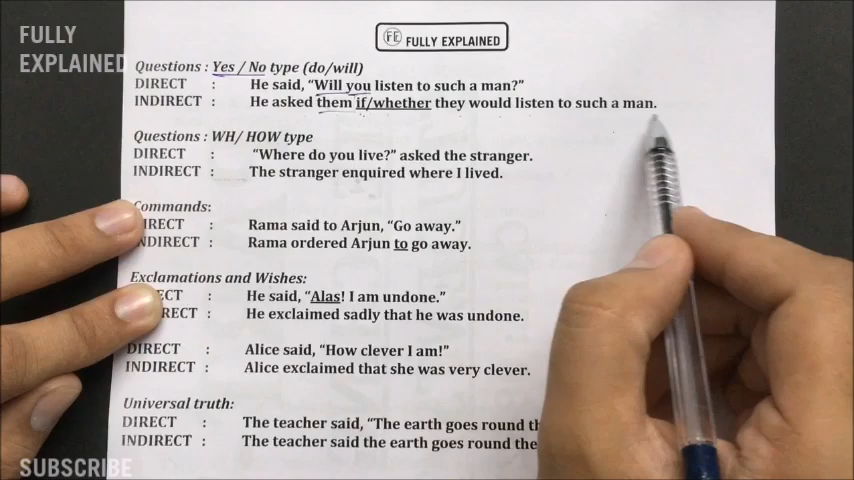 FULLY
EXPLAINED
FE FULLY EXPLAINED
Questions : Yes / No type (do/will)
DIRECT : He said, “Will you listen to such a man?”
INDIRECT : He asked them if/whether they would listen to such a man.
Questions : WH/ HOW type
DIRECT : “Where do you live?” asked the stranger.
INDIRECT : The stranger enquired where I lived.
Commands:
DIRECT : Rama said to Arjun, “Go away.”
INDIRECT : Rama ordered Arjun to go away.
Exclamations and Wishes:
ECT : He said, “Alas! I am undone.”
RECT : He exclaimed sadly that he was undone.
DIRECT : Alice said, “How clever I am!”
INDIRECT : Alice exclaimed that she was very clever.
Universal truth:
DIRECT : The teacher said, “The earth goes round th
INDIRECT : The teacher said the earth goes round the
SUBSCRIBE